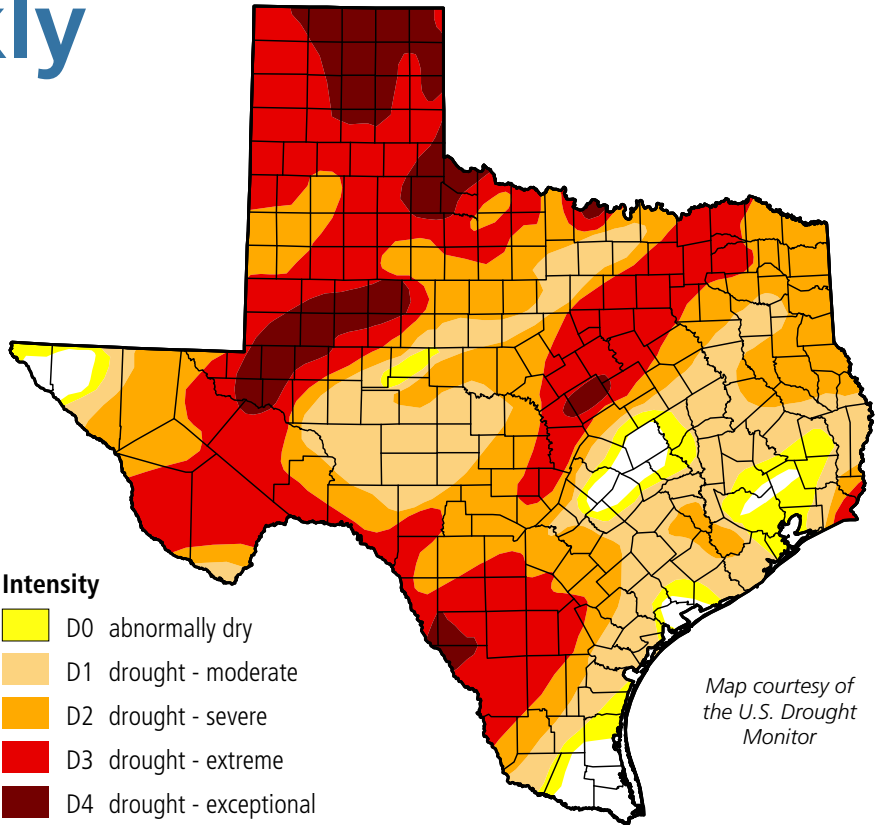 kly
Intensity
D0 abnormally dry
D1 drought - moderate
D2 drought - severe
D3 drought - extreme
D4 drought - exceptional
Map courtesy of
the U.S. Drought
Monitor